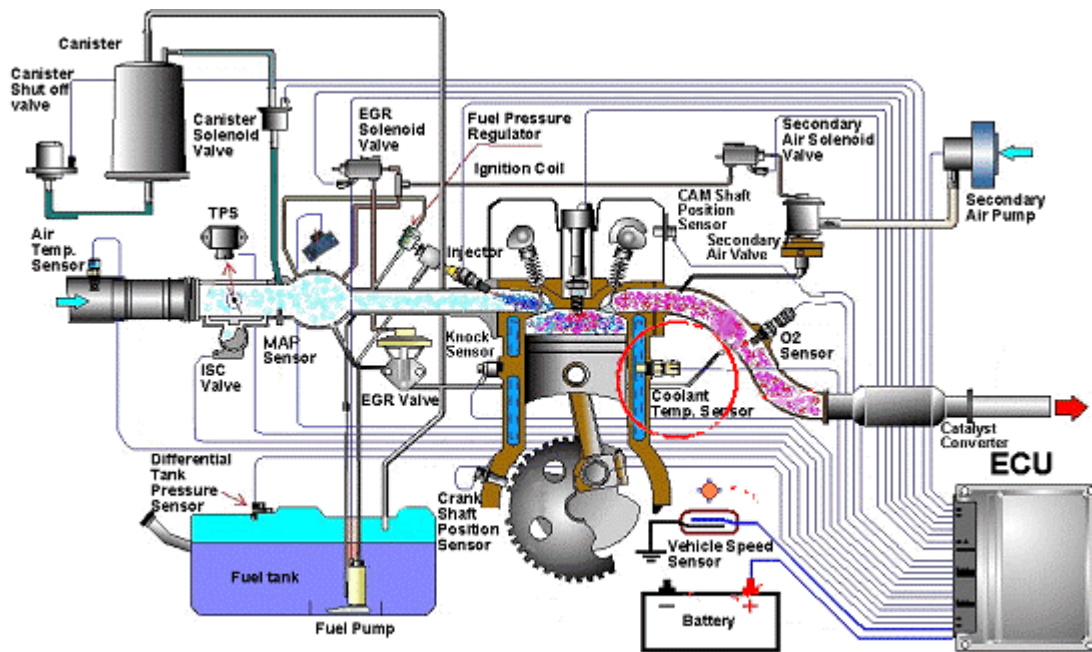 Canister
Canister
Shut off
valve
Canister
Solenoid
Valve
EGR
Solenoid
Valve
Fuel Pressure
Regulator
Ignition Coil
Secondary
Air Solenoid
Valve
CAM Shaft
Position
Sensor
Secondary
Air Valve
Secondary
Air Pump
TPS
Air
Temp.
Sensor
Injector
MAP
Sensor
ISC
Valve
EGR Valve
Knock
Sensor
Coolant
Temp. Sensor
O2
Sensor
Catalyst
Converter
ECU
Differential
Tank
Pressure
Sensor
Crank
Shaft
Position
Sensor
Vehicle Speed
Sensor
Fuel tank
Fuel Pump
– +
Battery